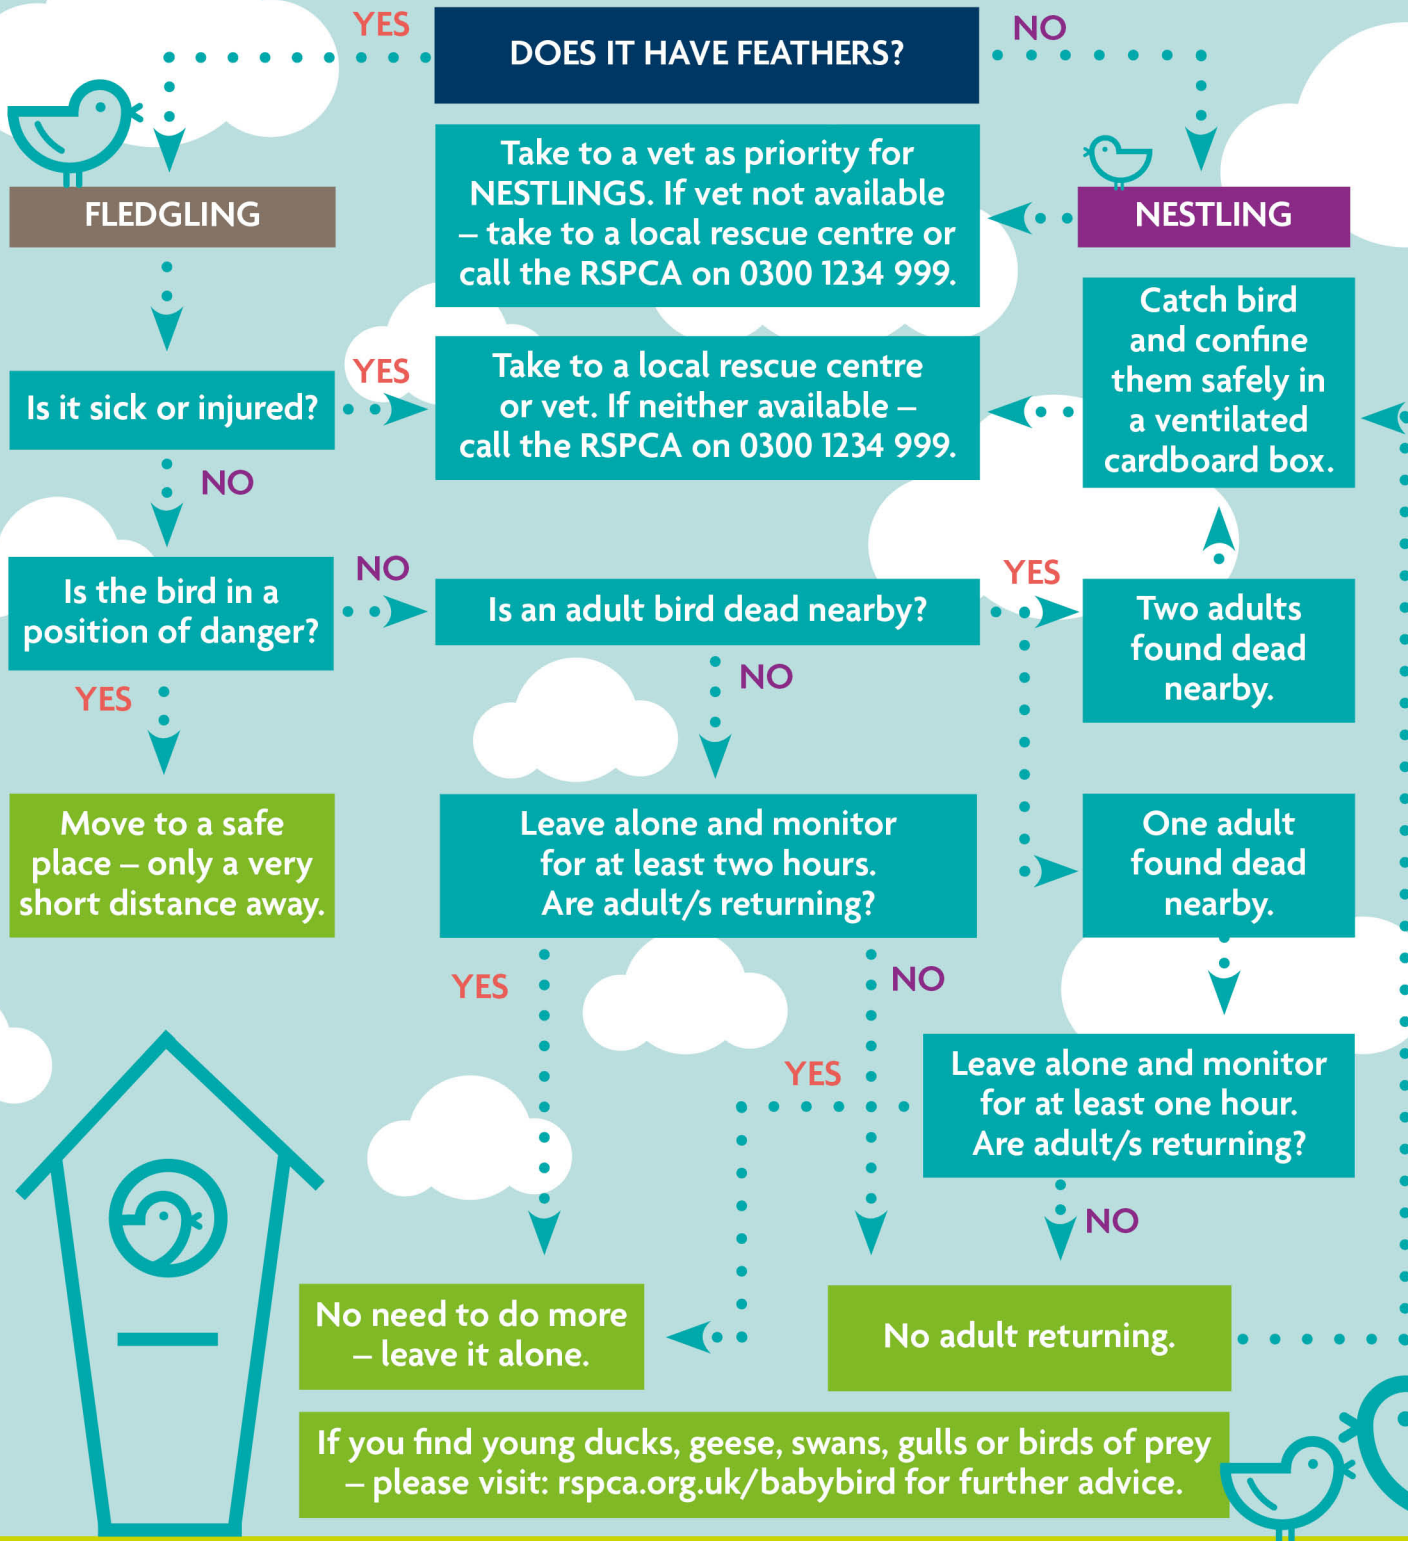 YES
DOES IT HAVE FEATHERS?
NO
Take to a vet as priority for
NESTLINGS. If vet not available
– take to a local rescue centre or
call the RSPCA on 0300 1234 999.
FLEDGLING
NESTLING
Catch bird
and confine
them safely in
a ventilated
cardboard box.
Is it sick or injured?
YES
Take to a local rescue centre
or vet. If neither available –
call the RSPCA on 0300 1234 999.
NO
Is the bird in a
position of danger?
NO
Is an adult bird dead nearby?
YES
Two adults
found dead
nearby.
YES
NO
Move to a safe
place – only a very
short distance away.
Leave alone and monitor
for at least two hours.
Are adult/s returning?
One adult
found dead
nearby.
YES
NO
YES
Leave alone and monitor
for at least one hour.
Are adult/s returning?
NO
No need to do more
– leave it alone.
No adult returning.
If you find young ducks, geese, swans, gulls or birds of prey
– please visit: rspca.org.uk/babybird for further advice.